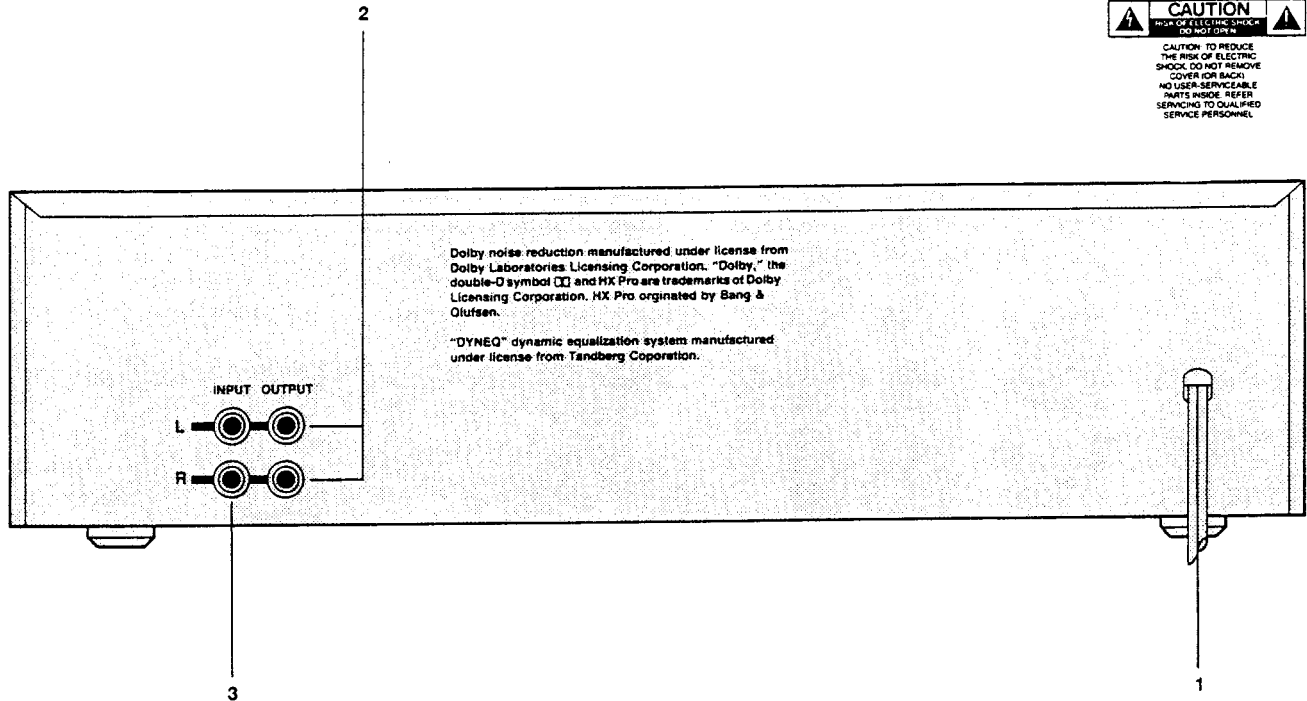 2
CAUTION
RISK OF ELECTRIC SHOCK
DO NOT OPEN
CAUTION: TO REDUCE
THE RISK OF ELECTRIC
SHOCK, DO NOT REMOVE
COVER (OR BACK)
NO USER-SERVICEABLE
PARTS INSIDE. REFER
SERVICING TO QUALIFIED
SERVICE PERSONNEL
Dolby noise reduction manufactured under license from
Dolby Laboratories Licensing Corporation. "Dolby," the
double-D symbol and HX Pro are trademarks of Dolby
Licensing Corporation. HX Pro orginated by Bang &
Olufsen.
"DYNEQ" dynamic equalization system manufactured
under license from Tandberg Coporation.
INPUT OUTPUT
L
R
3
1